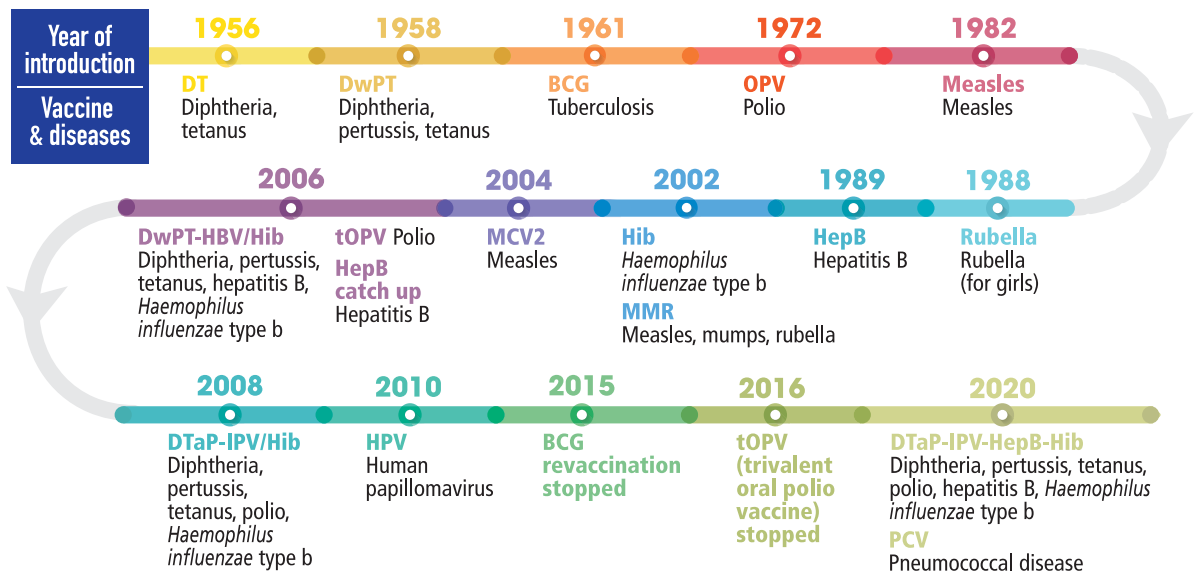 Year of
introduction
Vaccine
& diseases
1956
DT
Diphtheria,
tetanus
1958
DwPT
Diphtheria,
pertussis, tetanus
1961
BCG
Tuberculosis
1972
OPV
Polio
1982
Measles
Measles
1988
Rubella
Rubella
(for girls)
1989
HepB
Hepatitis B
2002
Hib
Haemophilus
influenzae type b
MMR
Measles, mumps, rubella
2004
MCV2
Measles
2006
DwPT-HBV/Hib
Diphtheria, pertussis,
tetanus, hepatitis B,
Haemophilus
influenzae type b
tOPV Polio
HepB
catch up
Hepatitis B
2008
DTaP-IPV/Hib
Diphtheria,
pertussis,
tetanus, polio,
Haemophilus
influenzae type b
2010
HPV
Human
papillomavirus
2015
BCG
revaccination
stopped
2016
tOPV
(trivalent
oral polio
vaccine)
stopped
2020
DTaP-IPV-HepB-Hib
Diphtheria, pertussis, tetanus,
polio, hepatitis B, Haemophilus
influenzae type b
PCV
Pneumococcal disease